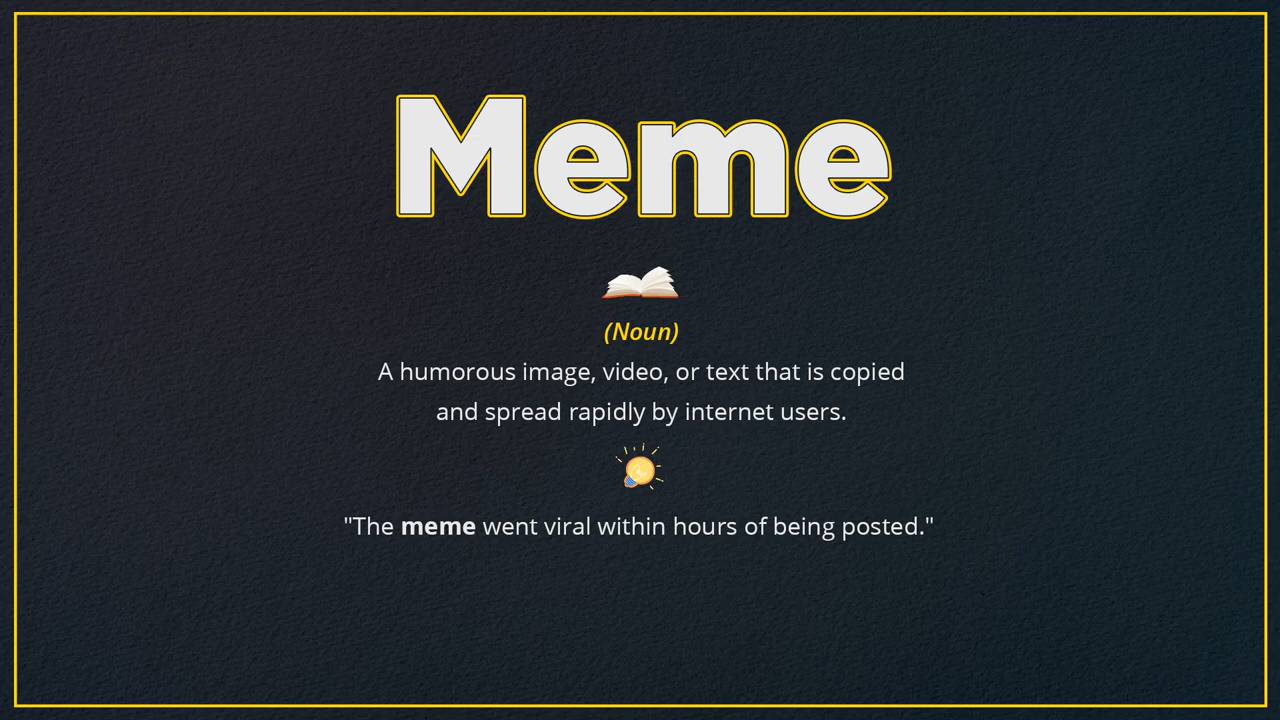 Meme
(Noun)
A humorous image, video, or text that is copied
and spread rapidly by internet users.
"The meme went viral within hours of being posted."